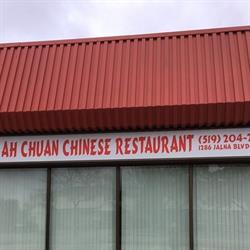 AH CHUAN CHINESE RESTAURANT (519) 204-
1286 JALNA BLVD